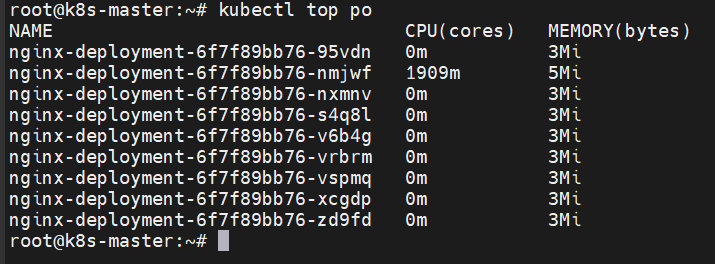 root@k8s-master:~# kubectl top po
NAME CPU(cores) MEMORY(bytes)
nginx-deployment-6f7f89bb76-95vdn 0m 3Mi
nginx-deployment-6f7f89bb76-nmjwf 1909m 5Mi
nginx-deployment-6f7f89bb76-nxmnv 0m 3Mi
nginx-deployment-6f7f89bb76-s4q8l 0m 3Mi
nginx-deployment-6f7f89bb76-v6b4g 0m 3Mi
nginx-deployment-6f7f89bb76-vrbrm 0m 3Mi
nginx-deployment-6f7f89bb76-vspmq 0m 3Mi
nginx-deployment-6f7f89bb76-xcgdp 0m 3Mi
nginx-deployment-6f7f89bb76-zd9fd 0m 3Mi
root@k8s-master:~#